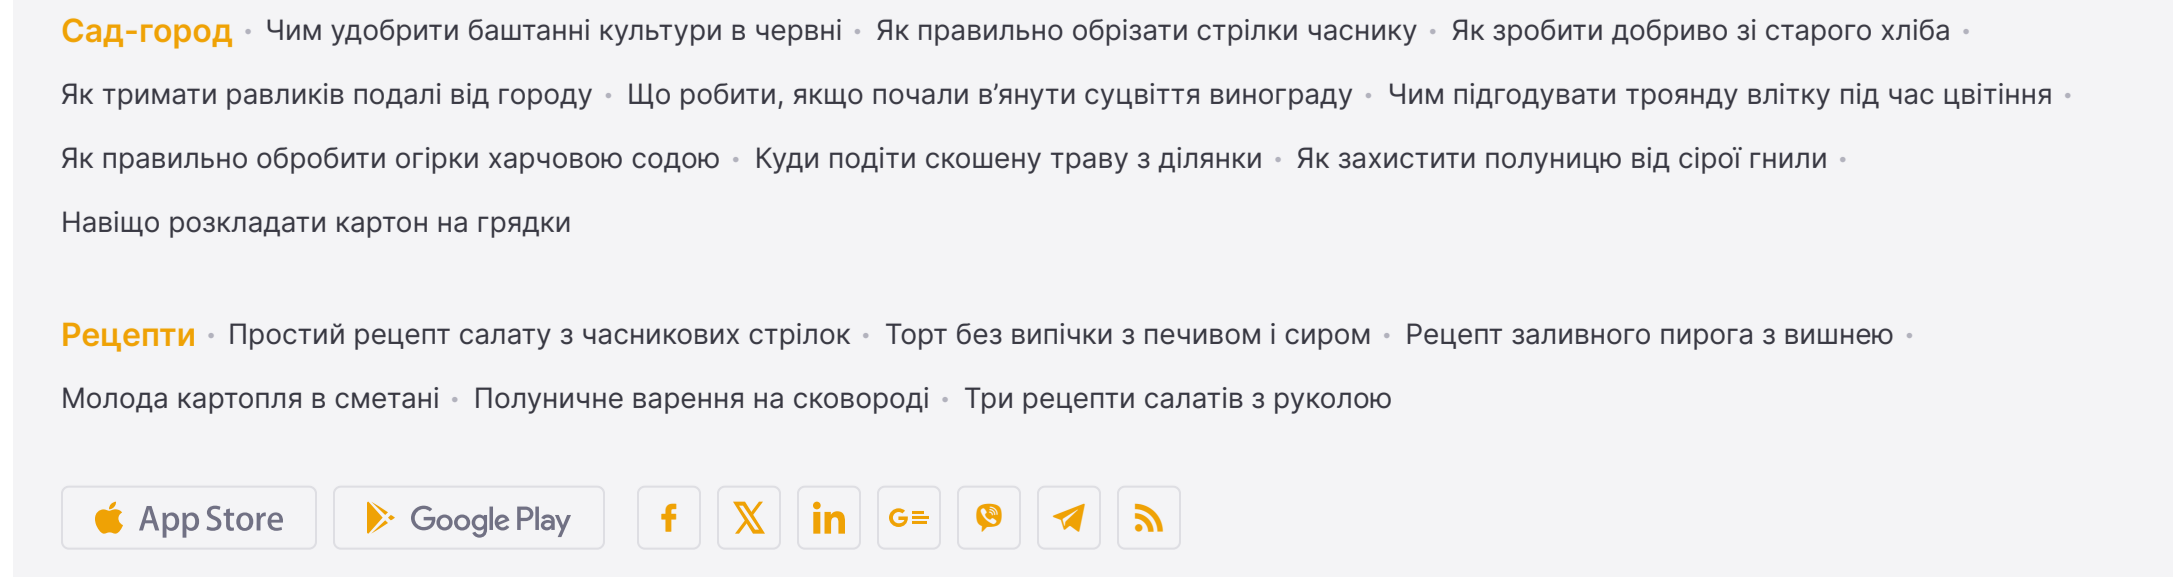 Сад-город · Чим удобрити баштанні культури в червні · Як правильно обрізати стрілки часнику · Як зробити добриво зі старого хліба ·
Як тримати равликів подалі від городу · Що робити, якщо почали в’янути суцвіття винограду · Чим підгодувати троянду влітку під час цвітіння ·
Як правильно обробити огірки харчовою содою · Куди подіти скошену траву з ділянки · Як захистити полуницю від сірої гнили ·
Навіщо розкладати картон на грядки
Рецепти · Простий рецепт салату з часникових стрілок · Торт без випічки з печивом і сиром · Рецепт заливного пирога з вишнею ·
Молода картопля в сметані · Полуничне варення на сковороді · Три рецепти салатів з руколою
App Store Google Play